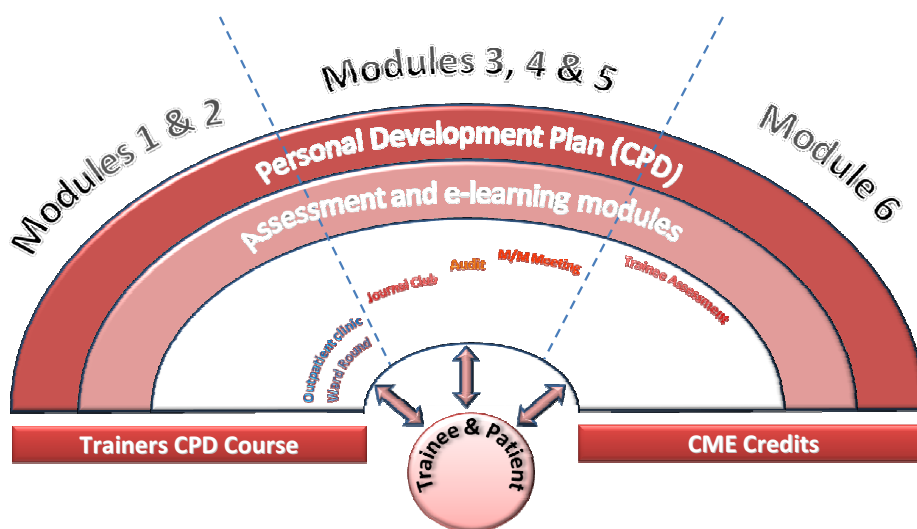 Modules 1 & 2
Modules 3, 4 & 5
Module 6
Personal Development Plan (CPD)
Assessment and e-learning modules
Outpatient clinic
Ward Round
Journal Club
Audit
M/M Meeting
Trainee Assessment
Trainers CPD Course
Trainee & Patient
CME Credits